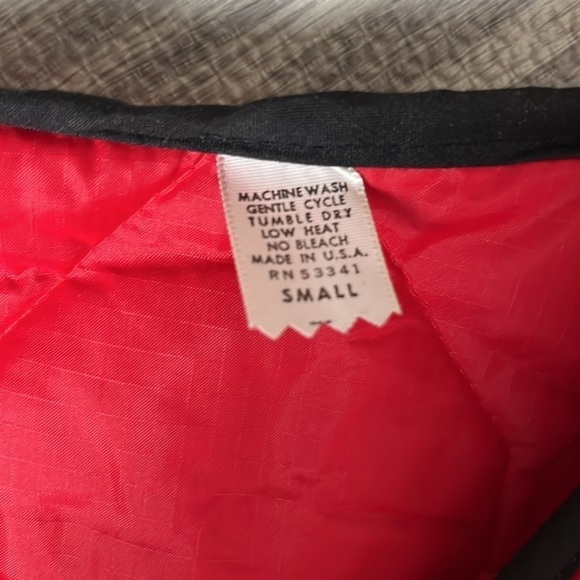 MACHINE WASH
GENTLE CYCLE
TUMBLE DRY
LOW HEAT
NO BLEACH
MADE IN U.S.A.
RN 53341
SMALL